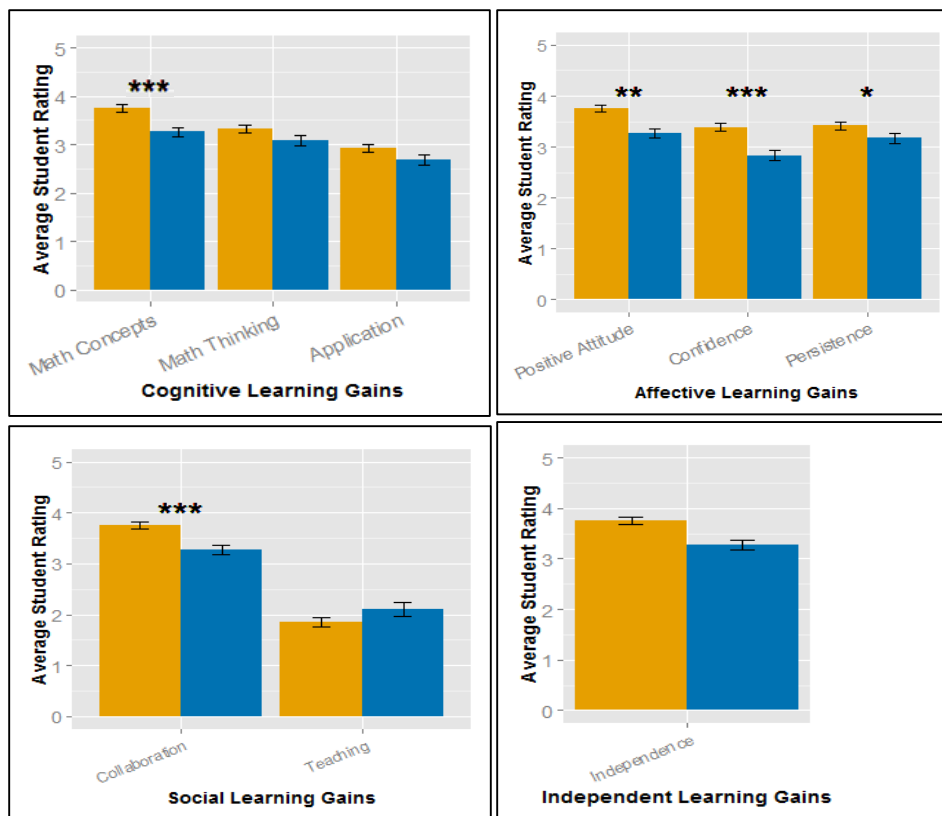 Average Student Rating
5
4
3
2
1
0
***
Math Concepts
Math Thinking
Application
Cognitive Learning Gains
Average Student Rating
5
4
3
2
1
0
**
***
*
Positive Attitude
Confidence
Persistence
Affective Learning Gains
Average Student Rating
5
4
3
2
1
0
***
Collaboration
Teaching
Social Learning Gains
Average Student Rating
5
4
3
2
1
0
Independence
Independent Learning Gains